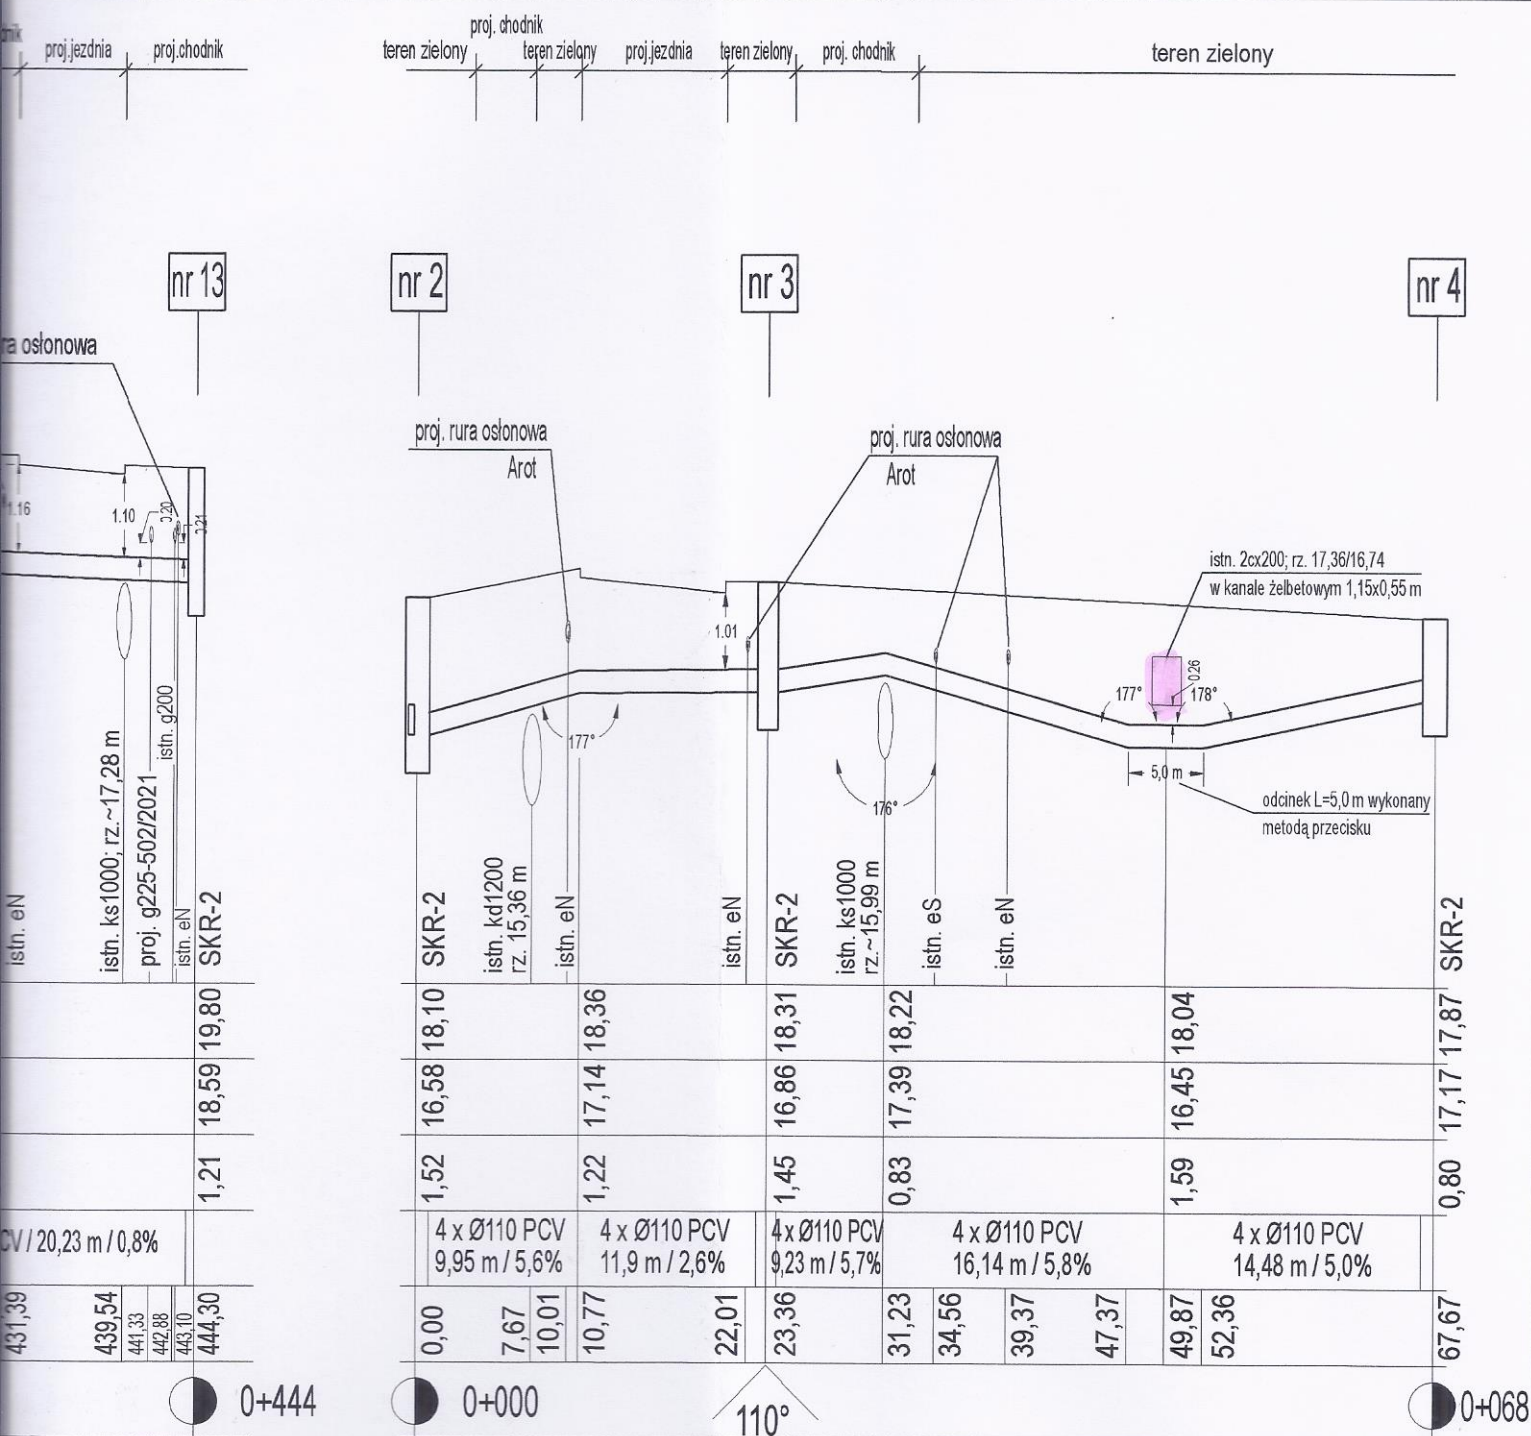 proj.jezdnia
proj.chodnik
teren zielony
proj. chodnik
teren zielony
proj.jezdnia
teren zielony
proj. chodnik
teren zielony
nr 13
nr 2
nr 3
nr 4
osłonowa
proj. rura osłonowa
Arot
proj. rura osłonowa
Arot
istn. 2cx200; rz. 17,36/16,74
w kanale żelbetowym 1,15x0,55 m
1.16
1.10
0.20
0.21
1.01
0.26
177°
178°
177°
176°
5,0 m
odcinek L=5,0 m wykonany
metodą przecisku
istn. eN
istn. ks1000; rz.~17,28 m
proj. g225-502/2021
istn. g200
istn. eN
SKR-2
SKR-2
istn. kd1200
rz. 15,36 m
istn. eN
istn. eN
SKR-2
istn. ks1000
rz.~15,99 m
istn. eS
istn. eN
SKR-2
19,80
18,10
18,36
18,31
18,22
18,04
17,87
18,59
16,58
17,14
16,86
17,39
16,45
17,17
1,21
1,52
1,22
1,45
0,83
1,59
0,80
CV / 20,23 m / 0,8%
4 x Ø110 PCV
9,95 m / 5,6%
4 x Ø110 PCV
11,9 m / 2,6%
4 x Ø110 PCV
9,23 m / 5,7%
4 x Ø110 PCV
16,14 m / 5,8%
4 x Ø110 PCV
14,48 m / 5,0%
431,39
439,54
441,33
442,88
443,10
444,30
0,00
7,67
10,01
10,77
22,01
23,36
31,23
34,56
39,37
47,37
49,87
52,36
67,67
0+444
0+000
110°
0+068